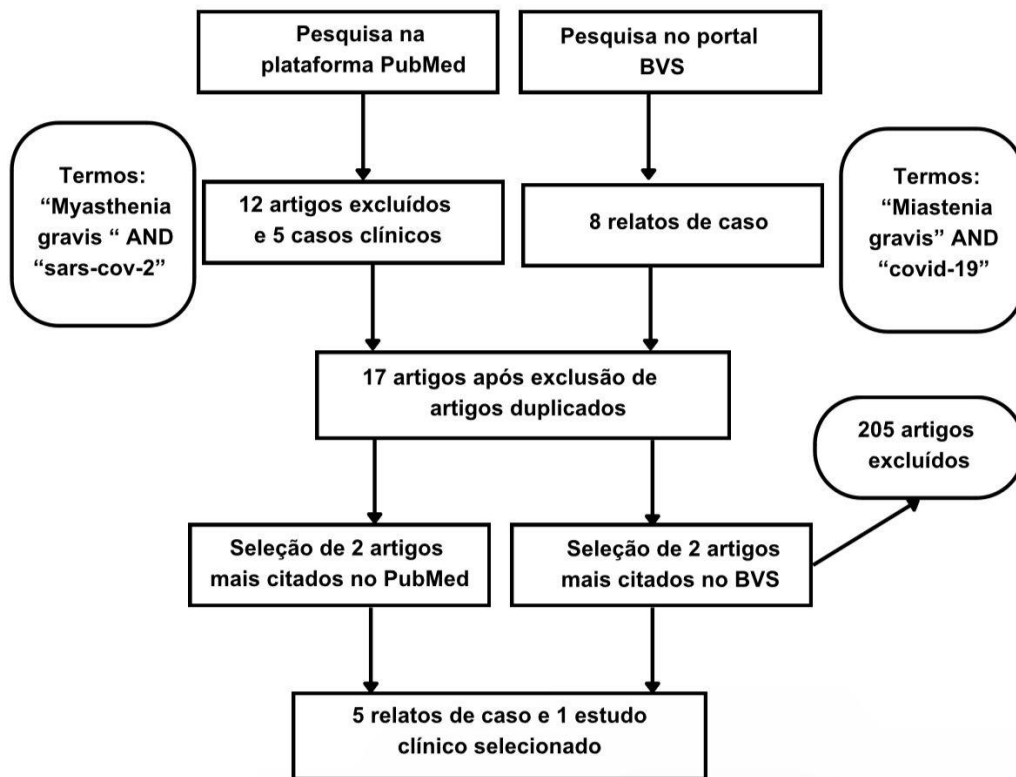 Pesquisa na
plataforma PubMed
Pesquisa no portal
BVS
Termos:
“Myasthenia
gravis “ AND
“sars-cov-2”
12 artigos excluídos
e 5 casos clínicos
8 relatos de caso
Termos:
“Miastenia
gravis” AND
“covid-19”
17 artigos após exclusão de
artigos duplicados
205 artigos
excluídos
Seleção de 2 artigos
mais citados no PubMed
Seleção de 2 artigos
mais citados no BVS
5 relatos de caso e 1 estudo
clínico selecionado